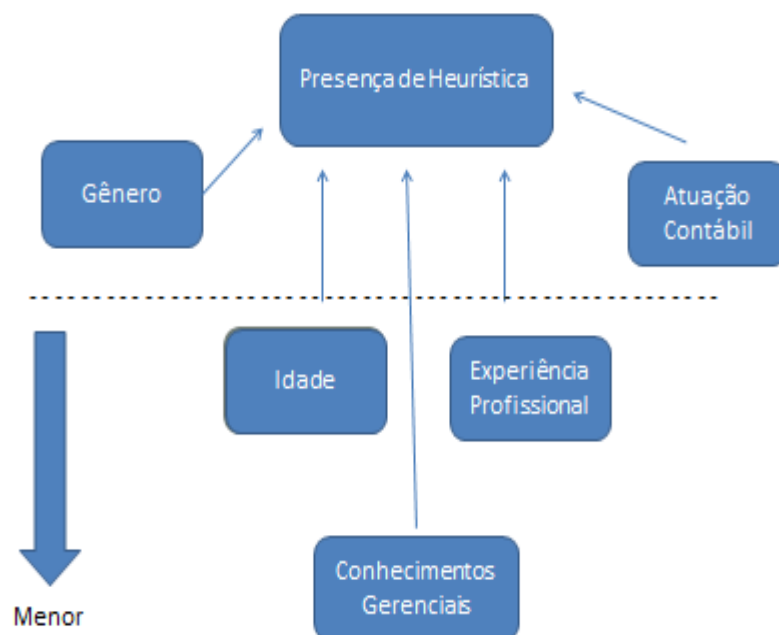 Presença de Heurística
Gênero
Atuação
Contábil
Idade
Experiência
Profissional
Conhecimentos
Gerenciais
Menor